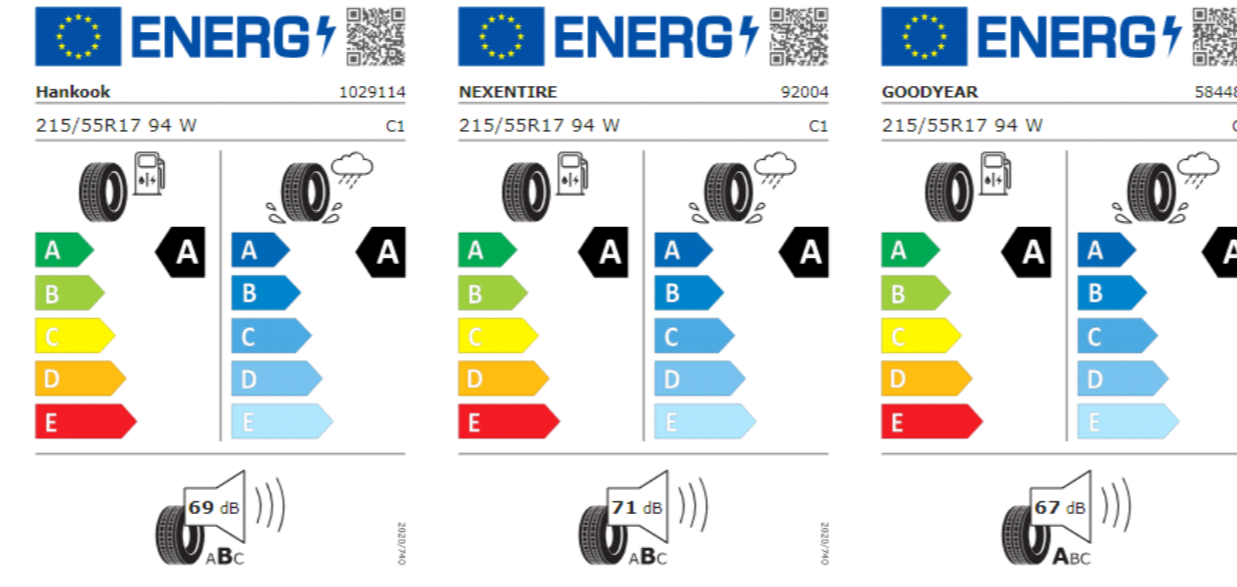 ENERG
Hankook 1029114
215/55R17 94 W C1
A A A A
B B
C C
D D
E E
69 dB
ABC
2020/740
ENERG
NEXENTIRE 92004
215/55R17 94 W C1
A A A A
B B
C C
D D
E E
71 dB
ABC
2020/740
ENERG
GOODYEAR 58448
215/55R17 94 W
A A A A
B B
C C
D D
E E
67 dB
ABC